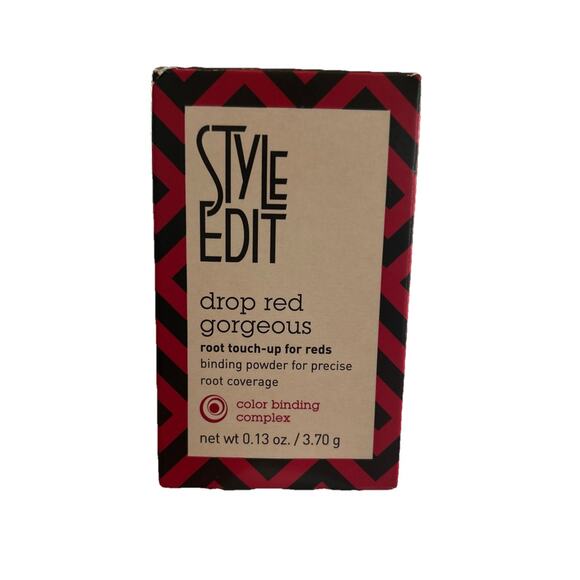 STYLE
EDIT
drop red
gorgeous
root touch-up for reds
binding powder for precise
root coverage
color binding
complex
net wt 0.13 oz. / 3.70 g